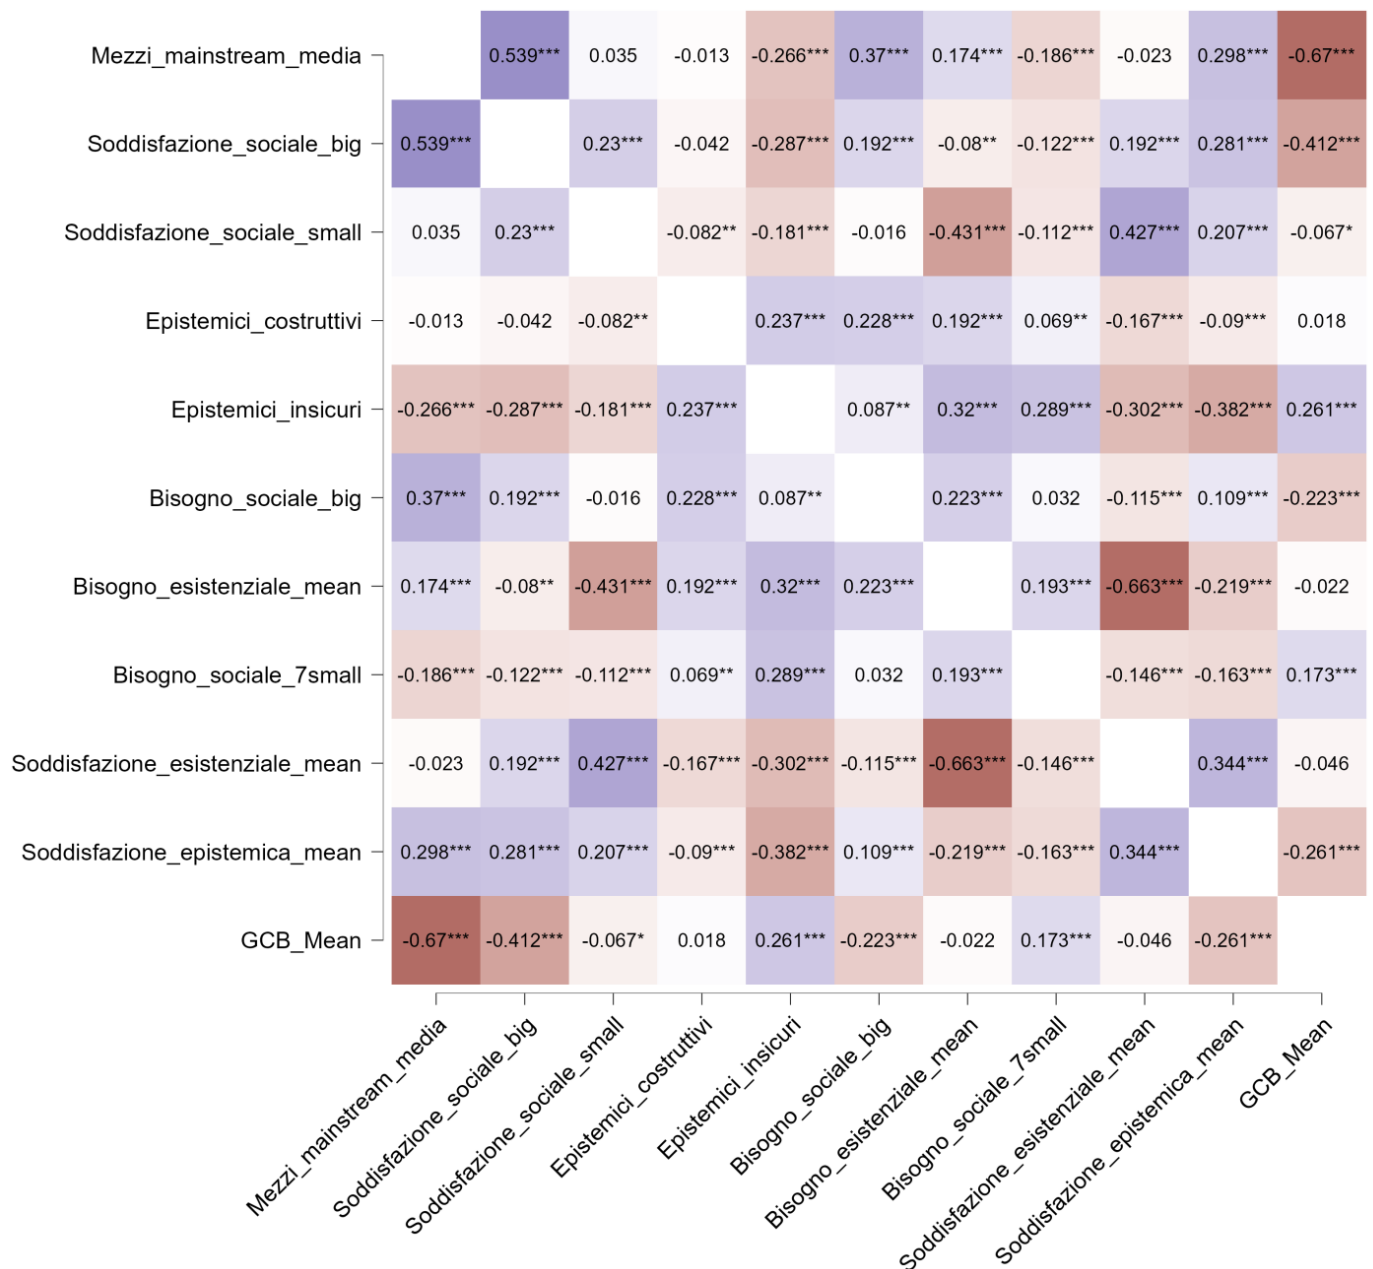 Mezzi_mainstream_media 0.539*** 0.035 -0.013 -0.266*** 0.37*** 0.174*** -0.186*** -0.023 0.298*** -0.67***
Soddisfazione_sociale_big 0.539*** 0.23*** -0.042 -0.287*** 0.192*** -0.08** -0.122*** 0.192*** 0.281*** -0.412***
Soddisfazione_sociale_small 0.035 0.23*** -0.082** -0.181*** -0.016 -0.431*** -0.112*** 0.427*** 0.207*** -0.067*
Epistemici_costruttivi -0.013 -0.042 -0.082** 0.237*** 0.228*** 0.192*** 0.069** -0.167*** -0.09*** 0.018
Epistemici_insicuri -0.266*** -0.287*** -0.181*** 0.237*** 0.087** 0.32*** 0.289*** -0.302*** -0.382*** 0.261***
Bisogno_sociale_big 0.37*** 0.192*** -0.016 0.228*** 0.087** 0.223*** 0.032 -0.115*** 0.109*** -0.223***
Bisogno_esistenziale_mean 0.174*** -0.08** -0.431*** 0.192*** 0.32*** 0.223*** 0.193*** -0.663*** -0.219*** -0.022
Bisogno_sociale_7small -0.186*** -0.122*** -0.112*** 0.069** 0.289*** 0.032 0.193*** -0.146*** -0.163*** 0.173***
Soddisfazione_esistenziale_mean -0.023 0.192*** 0.427*** -0.167*** -0.302*** -0.115*** -0.663*** -0.146*** 0.344*** -0.046
Soddisfazione_epistemica_mean 0.298*** 0.281*** 0.207*** -0.09*** -0.382*** 0.109*** -0.219*** -0.163*** 0.344*** -0.261***
GCB_Mean -0.67*** -0.412*** -0.067* 0.018 0.261*** -0.223*** -0.022 0.173*** -0.046 -0.261***
Mezzi_mainstream_media
Soddisfazione_sociale_big
Soddisfazione_sociale_small
Epistemici_costruttivi
Epistemici_insicuri
Bisogno_sociale_big
Bisogno_esistenziale_mean
Bisogno_sociale_7small
Soddisfazione_esistenziale_mean
Soddisfazione_epistemica_mean
GCB_Mean